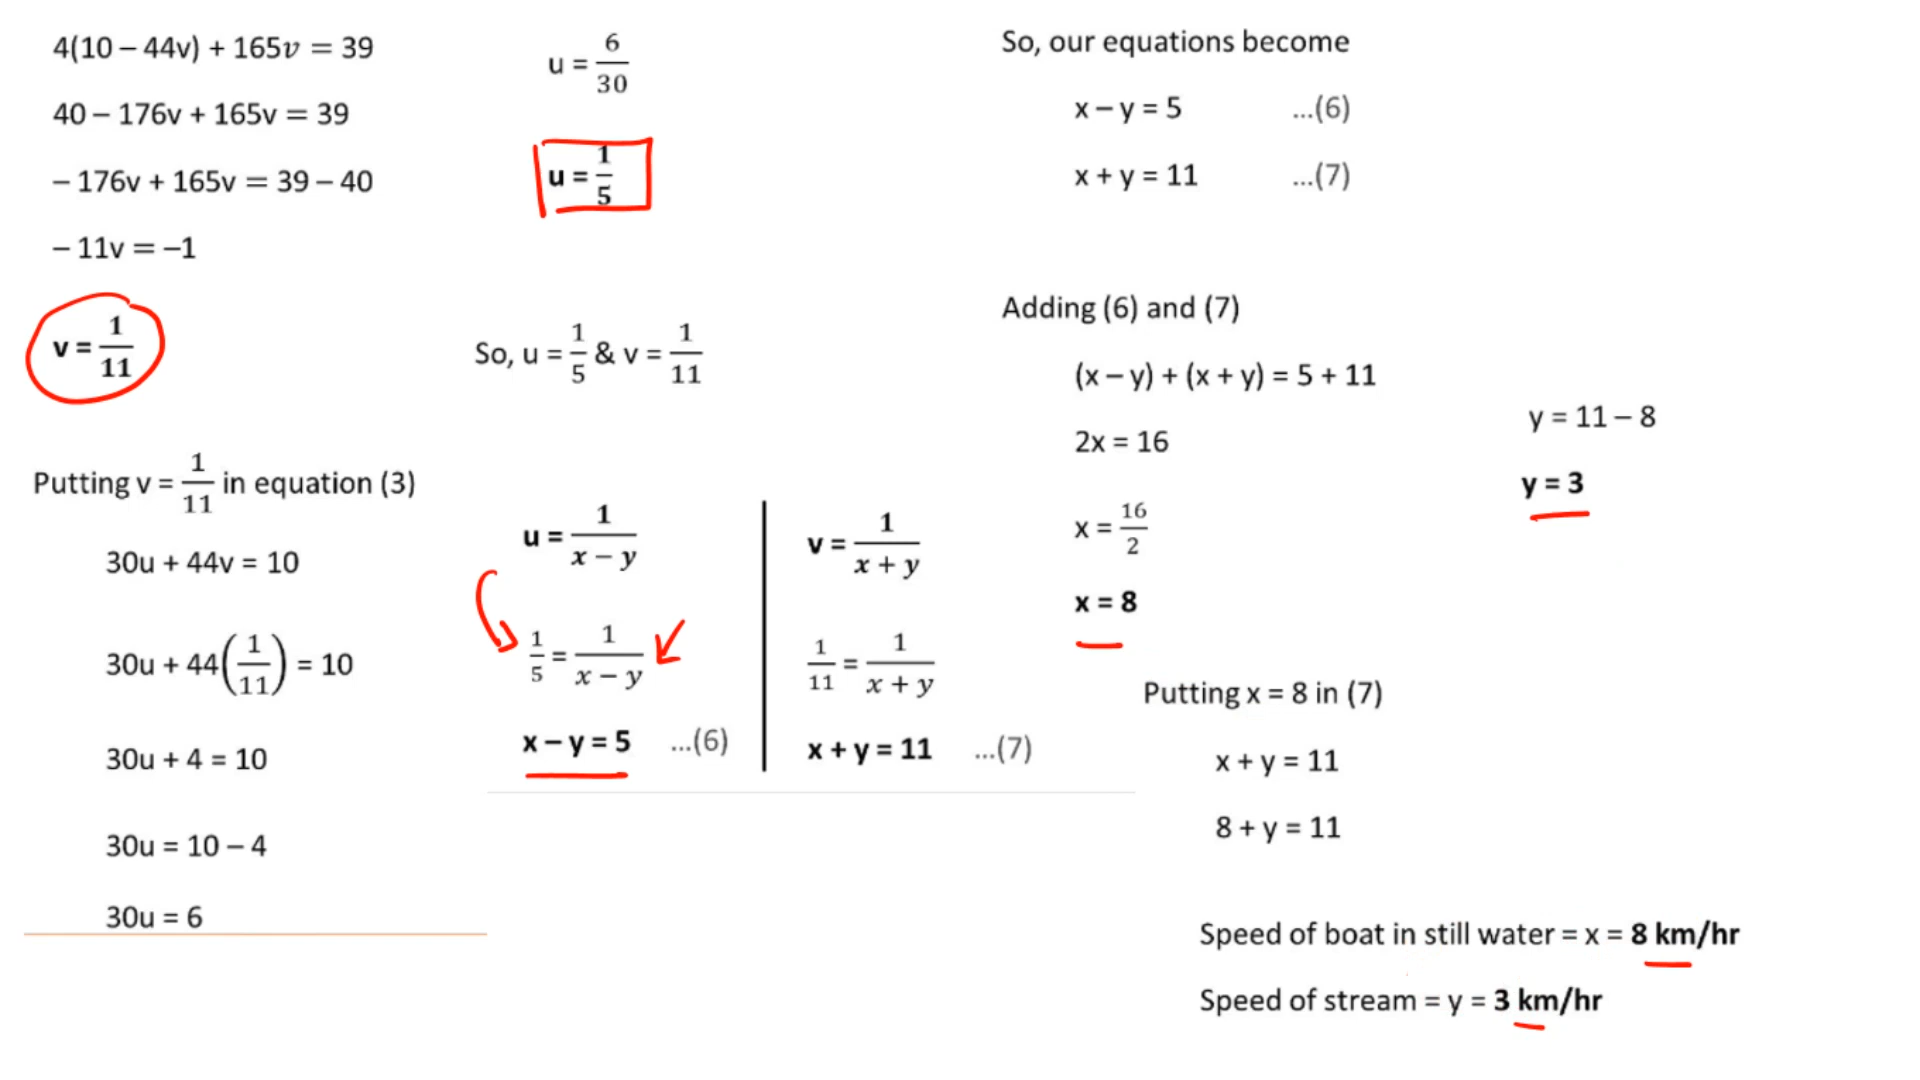 4(10 – 44v) + 165v = 39
40 – 176v + 165v = 39
– 176v + 165v = 39 – 40
– 11v = –1
v = 1/11
Putting v = 1/11 in equation (3)
30u + 44v = 10
30u + 44(1/11) = 10
30u + 4 = 10
30u = 10 – 4
30u = 6
u = 6/30
u = 1/5
So, u = 1/5 & v = 1/11
u = 1/(x – y)
1/5 = 1/(x – y)
x – y = 5 ...(6)
v = 1/(x + y)
1/11 = 1/(x + y)
x + y = 11 ...(7)
So, our equations become
x – y = 5 ...(6)
x + y = 11 ...(7)
Adding (6) and (7)
(x – y) + (x + y) = 5 + 11
2x = 16
x = 16/2
x = 8
Putting x = 8 in (7)
x + y = 11
8 + y = 11
y = 11 – 8
y = 3
Speed of boat in still water = x = 8 km/hr
Speed of stream = y = 3 km/hr